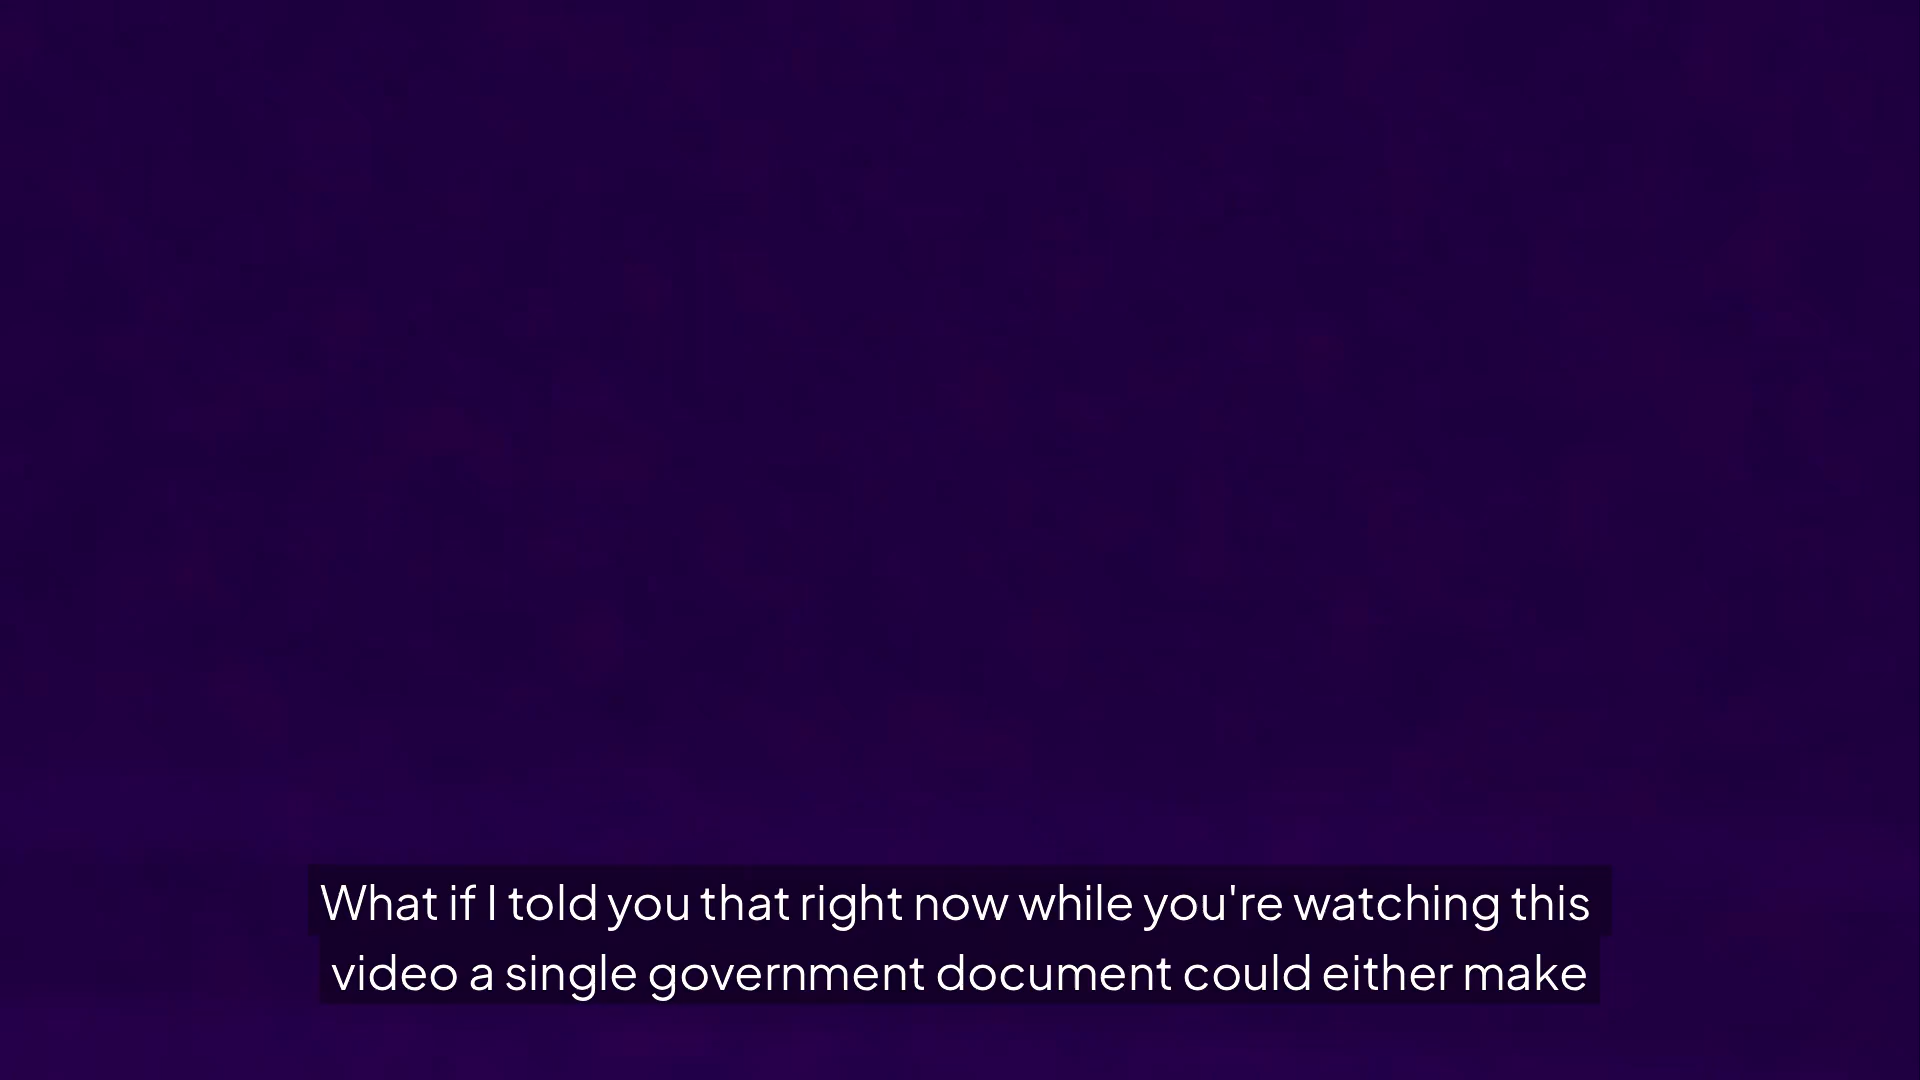 What if I told you that right now while you're watching this
video a single government document could either make